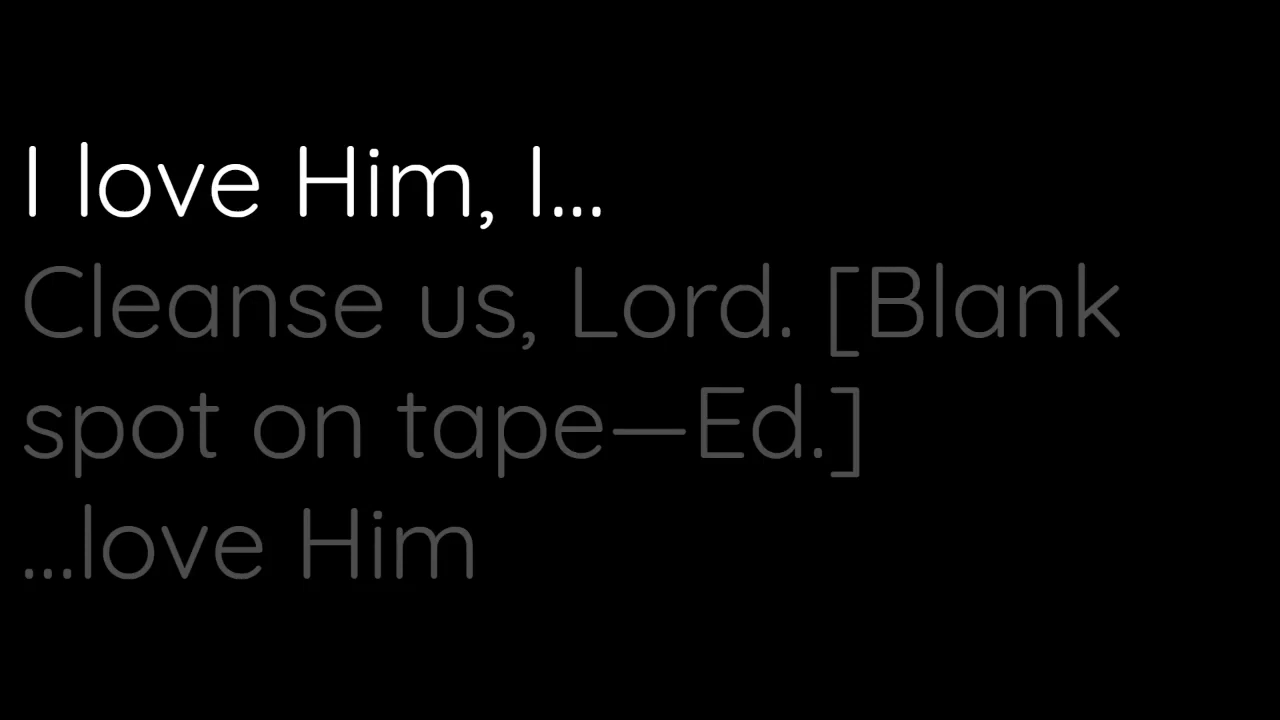 I love Him, I...
Cleanse us, Lord. [Blank
spot on tape—Ed.]
...love Him